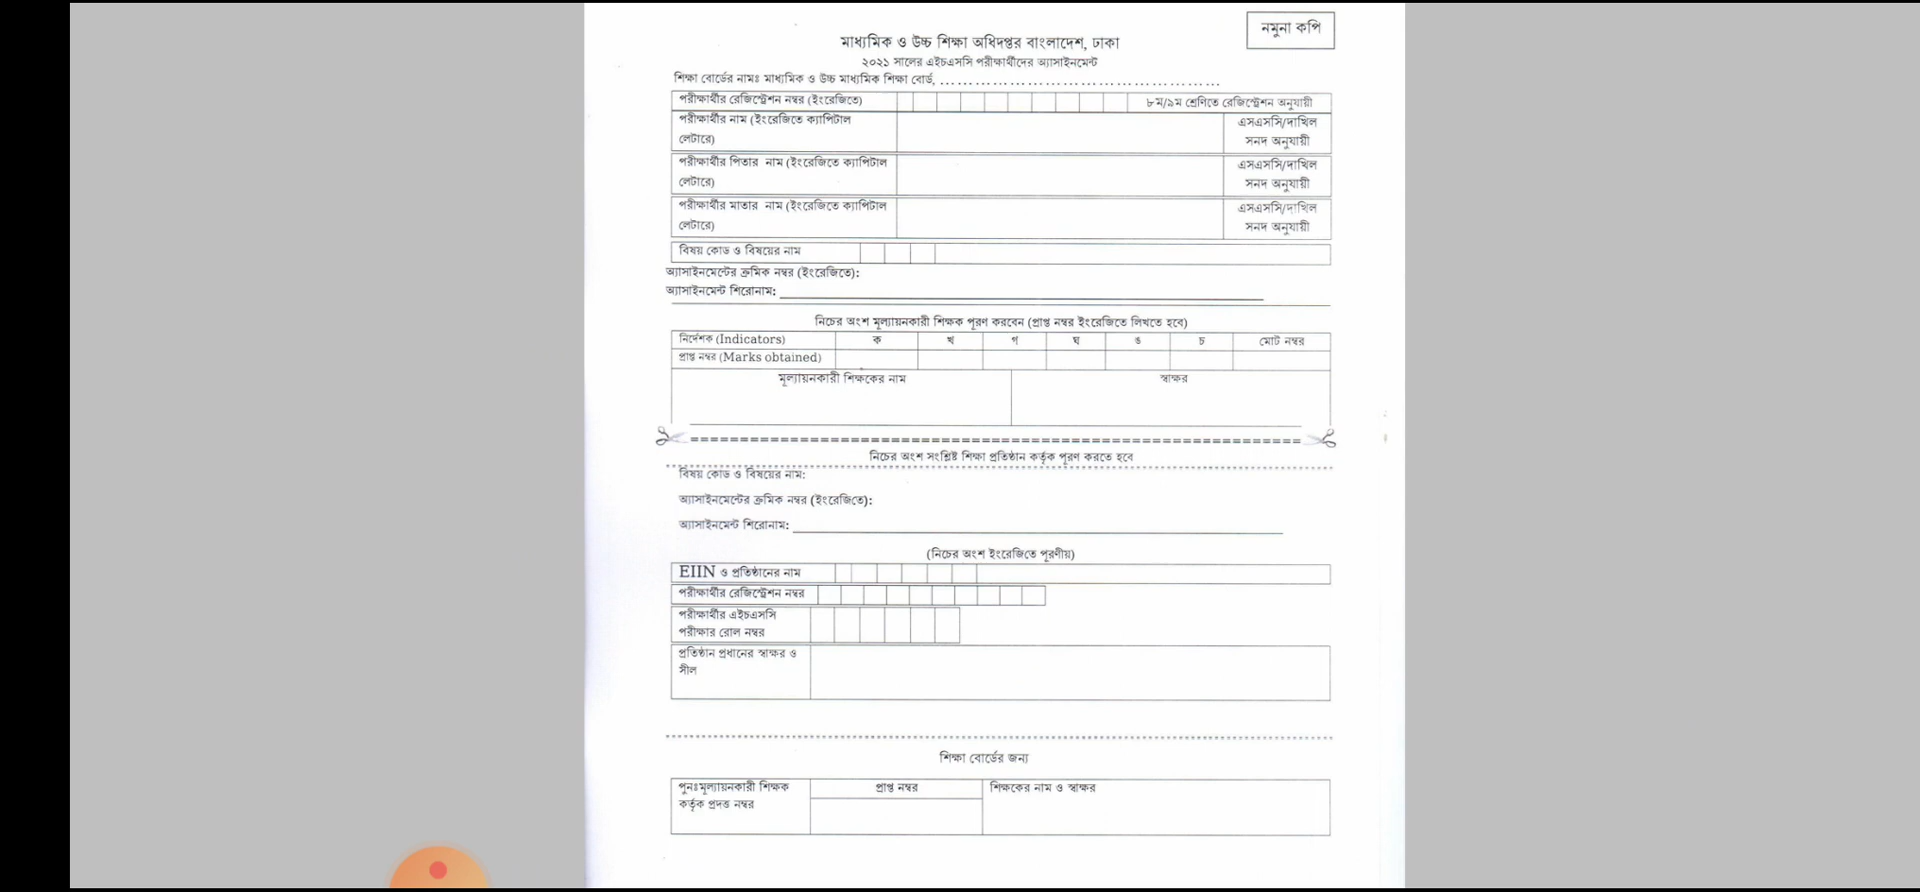 নমুনা কপি
মাধ্যমিক ও উচ্চ শিক্ষা অধিদপ্তর বাংলাদেশ, ঢাকা
২০২১ সালের এইচএসসি পরীক্ষার্থীদের অ্যাসাইনমেন্ট
শিক্ষা বোর্ডের নামঃ মাধ্যমিক ও উচ্চ মাধ্যমিক শিক্ষা বোর্ড, ................................................
পরীক্ষার্থীর রেজিস্ট্রেশন নম্বর (ইংরেজিতে) ৮ম/৯ম শ্রেণিতে রেজিস্ট্রেশন অনুযায়ী
পরীক্ষার্থীর নাম (ইংরেজিতে ক্যাপিটাল এসএসসি/দাখিল
লেটারে) সনদ অনুযায়ী
পরীক্ষার্থীর পিতার নাম (ইংরেজিতে ক্যাপিটাল এসএসসি/দাখিল
লেটারে) সনদ অনুযায়ী
পরীক্ষার্থীর মাতার নাম (ইংরেজিতে ক্যাপিটাল এসএসসি/দাখিল
লেটারে) সনদ অনুযায়ী
বিষয় কোড ও বিষয়ের নাম
অ্যাসাইনমেন্টের ক্রমিক নম্বর (ইংরেজিতে):
অ্যাসাইনমেন্ট শিরোনাম:
নিচের অংশ মূল্যায়নকারী শিক্ষক পূরণ করবেন (প্রাপ্ত নম্বর ইংরেজিতে লিখতে হবে)
নির্দেশক (Indicators) ক খ গ ঘ ঙ চ মোট নম্বর
প্রাপ্ত নম্বর (Marks obtained)
মূল্যায়নকারী শিক্ষকের নাম স্বাক্ষর
নিচের অংশ সংশ্লিষ্ট শিক্ষা প্রতিষ্ঠান কর্তৃক পূরণ করতে হবে
বিষয় কোড ও বিষয়ের নাম:
অ্যাসাইনমেন্টের ক্রমিক নম্বর (ইংরেজিতে):
অ্যাসাইনমেন্ট শিরোনাম:
(নিচের অংশ ইংরেজিতে পূরণীয়)
EIIN ও প্রতিষ্ঠানের নাম
পরীক্ষার্থীর রেজিস্ট্রেশন নম্বর
পরীক্ষার্থীর এইচএসসি
পরীক্ষার রোল নম্বর
প্রতিষ্ঠান প্রধানের স্বাক্ষর ও
সীল
শিক্ষা বোর্ডের জন্য
পুনঃমূল্যায়নকারী শিক্ষক প্রাপ্ত নম্বর শিক্ষকের নাম ও স্বাক্ষর
কর্তৃক প্রদত্ত নম্বর